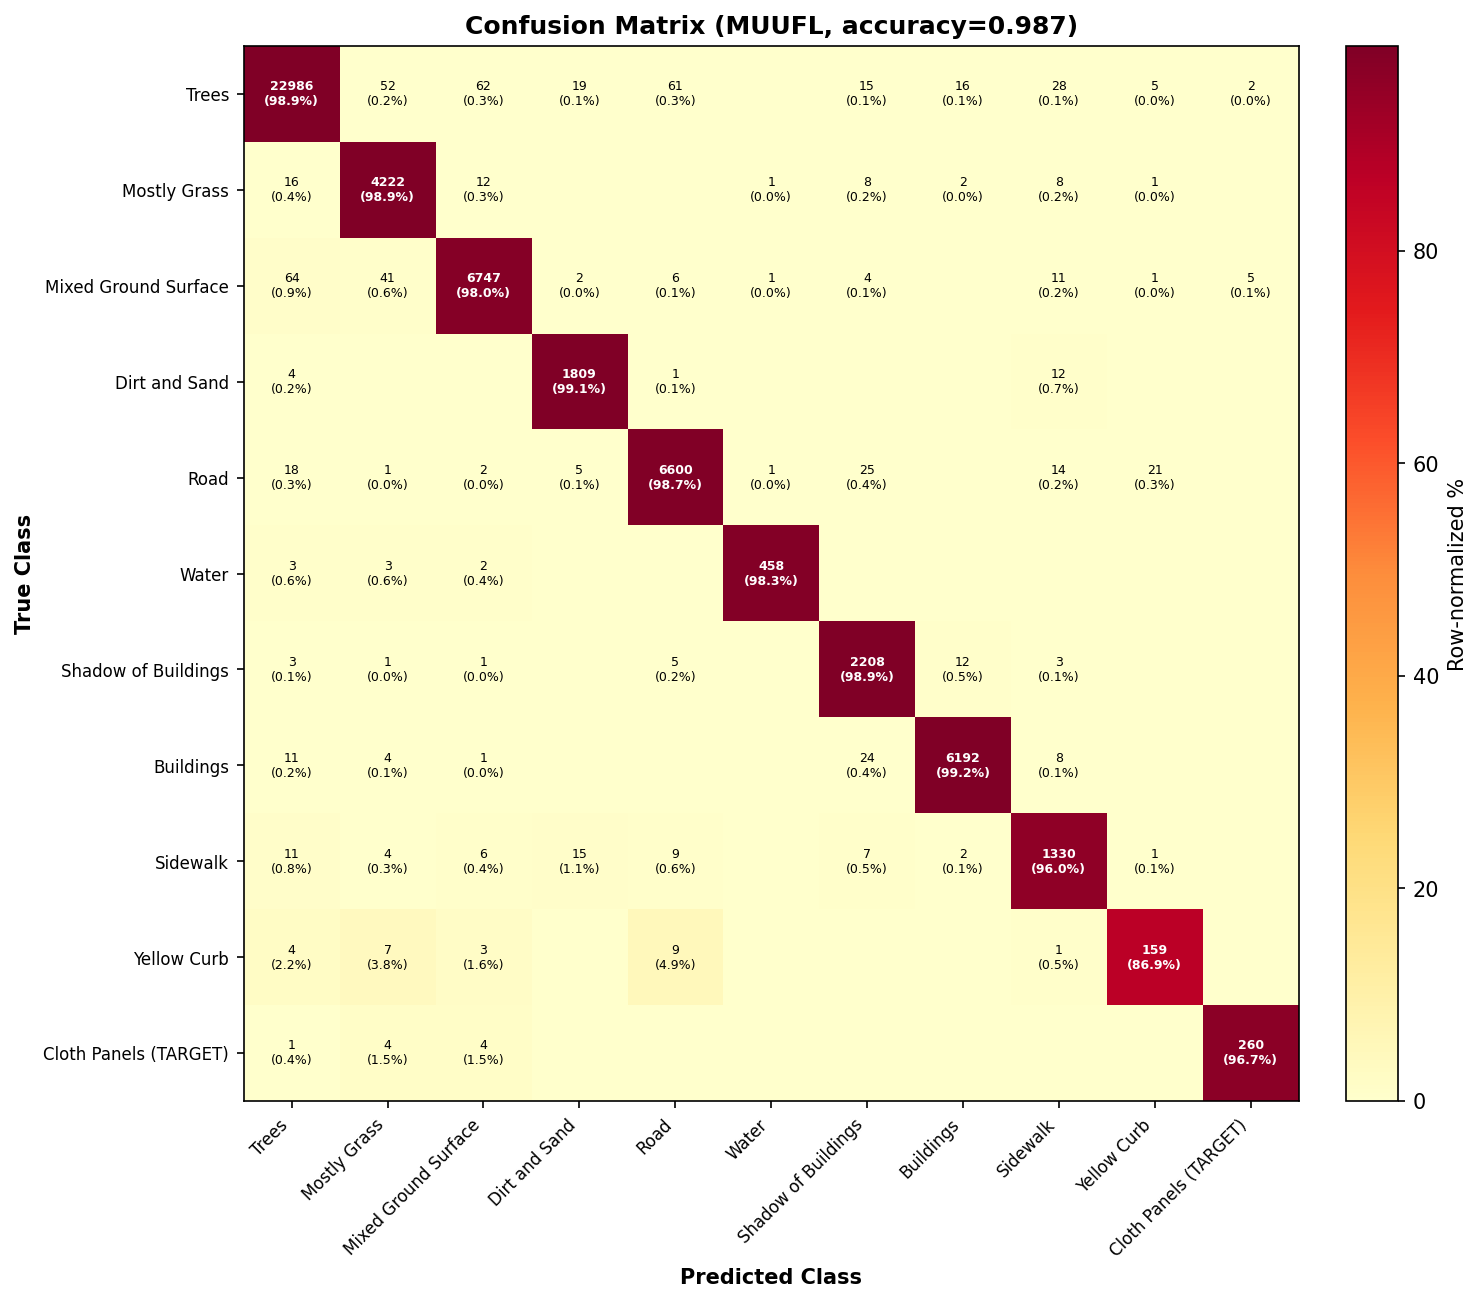 Confusion Matrix (MUUFL, accuracy=0.987)
True Class
Trees
22986 52 62 19 61 15 16 28 5 2
(98.9%) (0.2%) (0.3%) (0.1%) (0.3%) (0.1%) (0.1%) (0.1%) (0.0%) (0.0%)
Mostly Grass
16 4222 12 1 8 2 8 1
(0.4%) (98.9%) (0.3%) (0.0%) (0.2%) (0.0%) (0.2%) (0.0%)
Mixed Ground Surface
64 41 6747 2 6 1 4 11 1 5
(0.9%) (0.6%) (98.0%) (0.0%) (0.1%) (0.0%) (0.1%) (0.2%) (0.0%) (0.1%)
Dirt and Sand
4 1809 1 12
(0.2%) (99.1%) (0.1%) (0.7%)
Road
18 1 2 5 6600 1 25 14 21
(0.3%) (0.0%) (0.0%) (0.1%) (98.7%) (0.0%) (0.4%) (0.2%) (0.3%)
Water
3 3 2 458
(0.6%) (0.6%) (0.4%) (98.3%)
Shadow of Buildings
3 1 1 5 2208 12 3
(0.1%) (0.0%) (0.0%) (0.2%) (98.9%) (0.5%) (0.1%)
Buildings
11 4 1 24 6192 8
(0.2%) (0.1%) (0.0%) (0.4%) (99.2%) (0.1%)
Sidewalk
11 4 6 15 9 7 2 1330 1
(0.8%) (0.3%) (0.4%) (1.1%) (0.6%) (0.5%) (0.1%) (96.0%) (0.1%)
Yellow Curb
4 7 3 9 1 159
(2.2%) (3.8%) (1.6%) (4.9%) (0.5%) (86.9%)
Cloth Panels (TARGET)
1 4 4 260
(0.4%) (1.5%) (1.5%) (96.7%)
Trees
Mostly Grass
Mixed Ground Surface
Dirt and Sand
Road
Water
Shadow of Buildings
Buildings
Sidewalk
Yellow Curb
Cloth Panels (TARGET)
Predicted Class
80
60
40
20
0
Row-normalized %